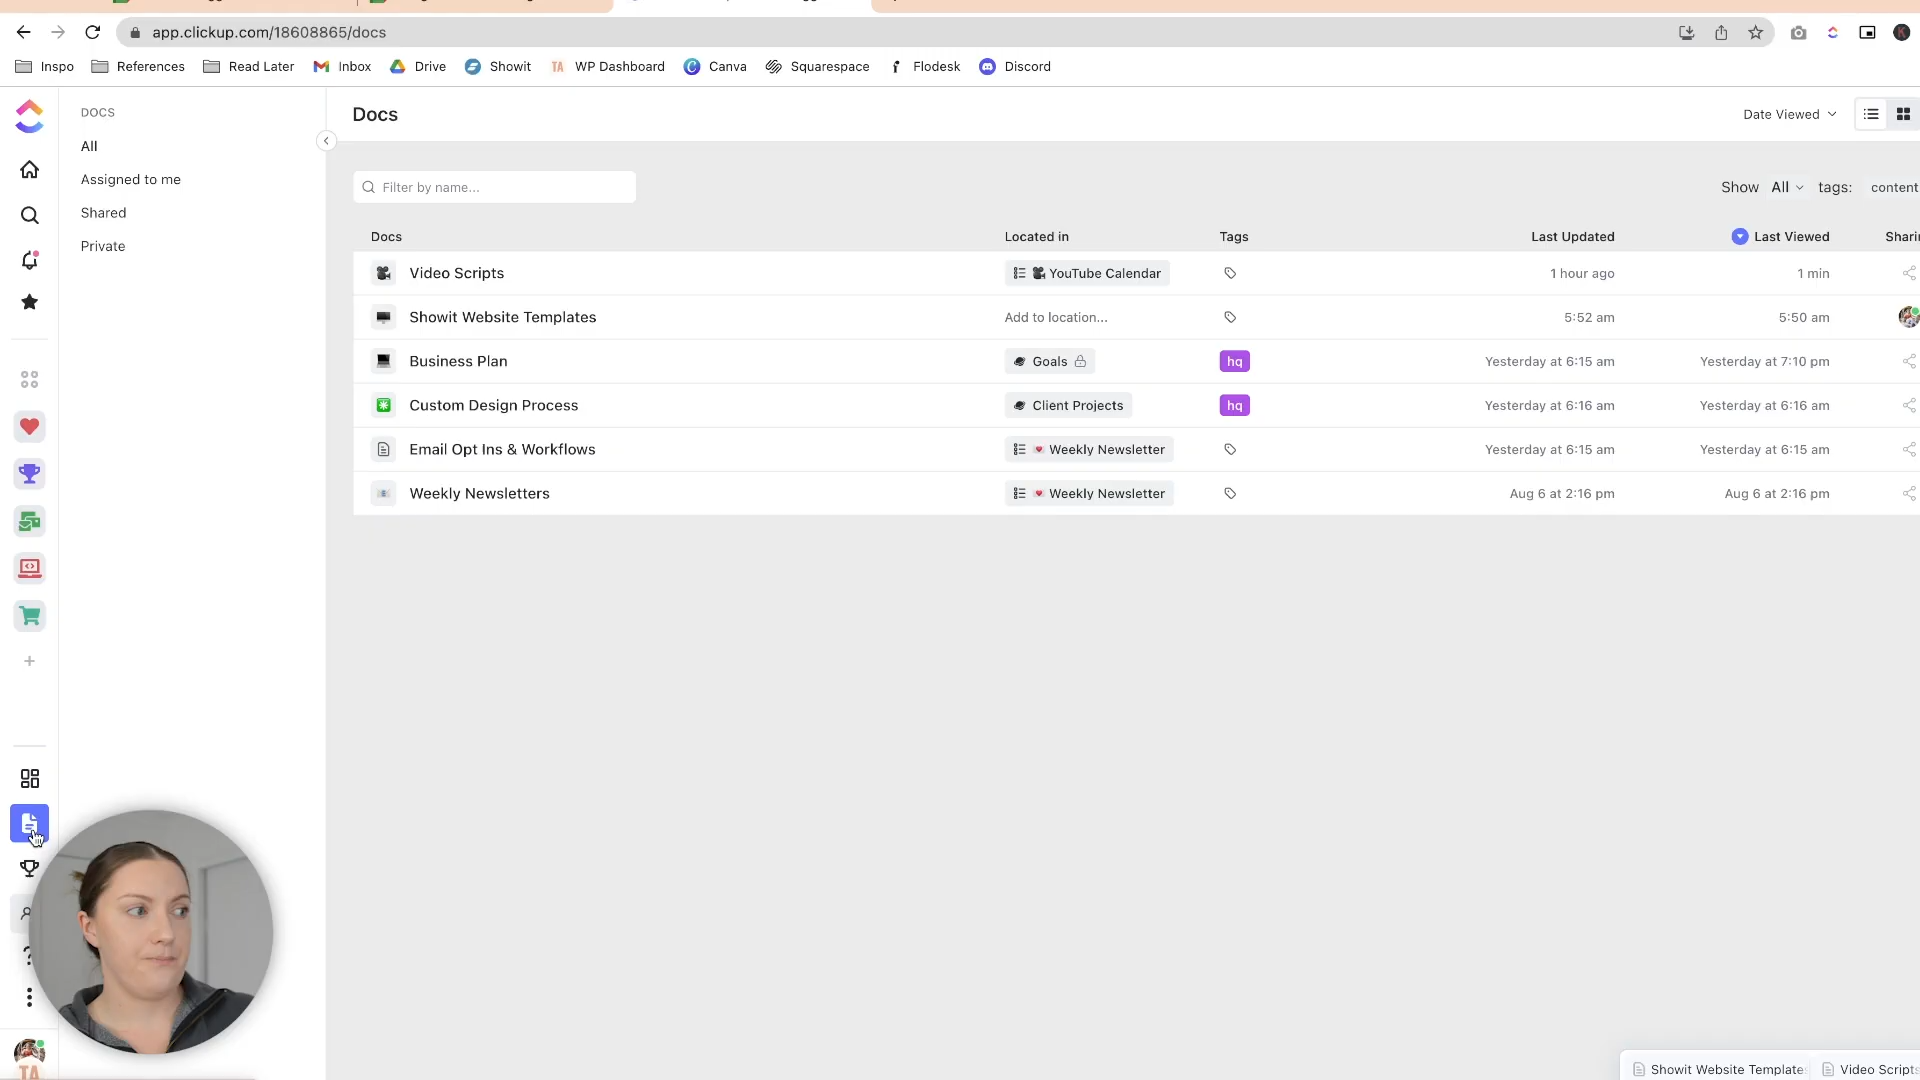 app.clickup.com/18608865/docs
Inspo References Read Later Inbox Drive Showit WP Dashboard Canva Squarespace Flodesk Discord
DOCS
All
Assigned to me
Shared
Private
Docs
Date Viewed
Filter by name...
Show All tags: content
Docs Located in Tags Last Updated Last Viewed Sharin
Video Scripts YouTube Calendar 1 hour ago 1 min
Showit Website Templates Add to location... 5:52 am 5:50 am
Business Plan Goals hq Yesterday at 6:15 am Yesterday at 7:10 pm
Custom Design Process Client Projects hq Yesterday at 6:16 am Yesterday at 6:16 am
Email Opt Ins & Workflows Weekly Newsletter Yesterday at 6:15 am Yesterday at 6:15 am
Weekly Newsletters Weekly Newsletter Aug 6 at 2:16 pm Aug 6 at 2:16 pm
TA
Showit Website Template Video Scripts